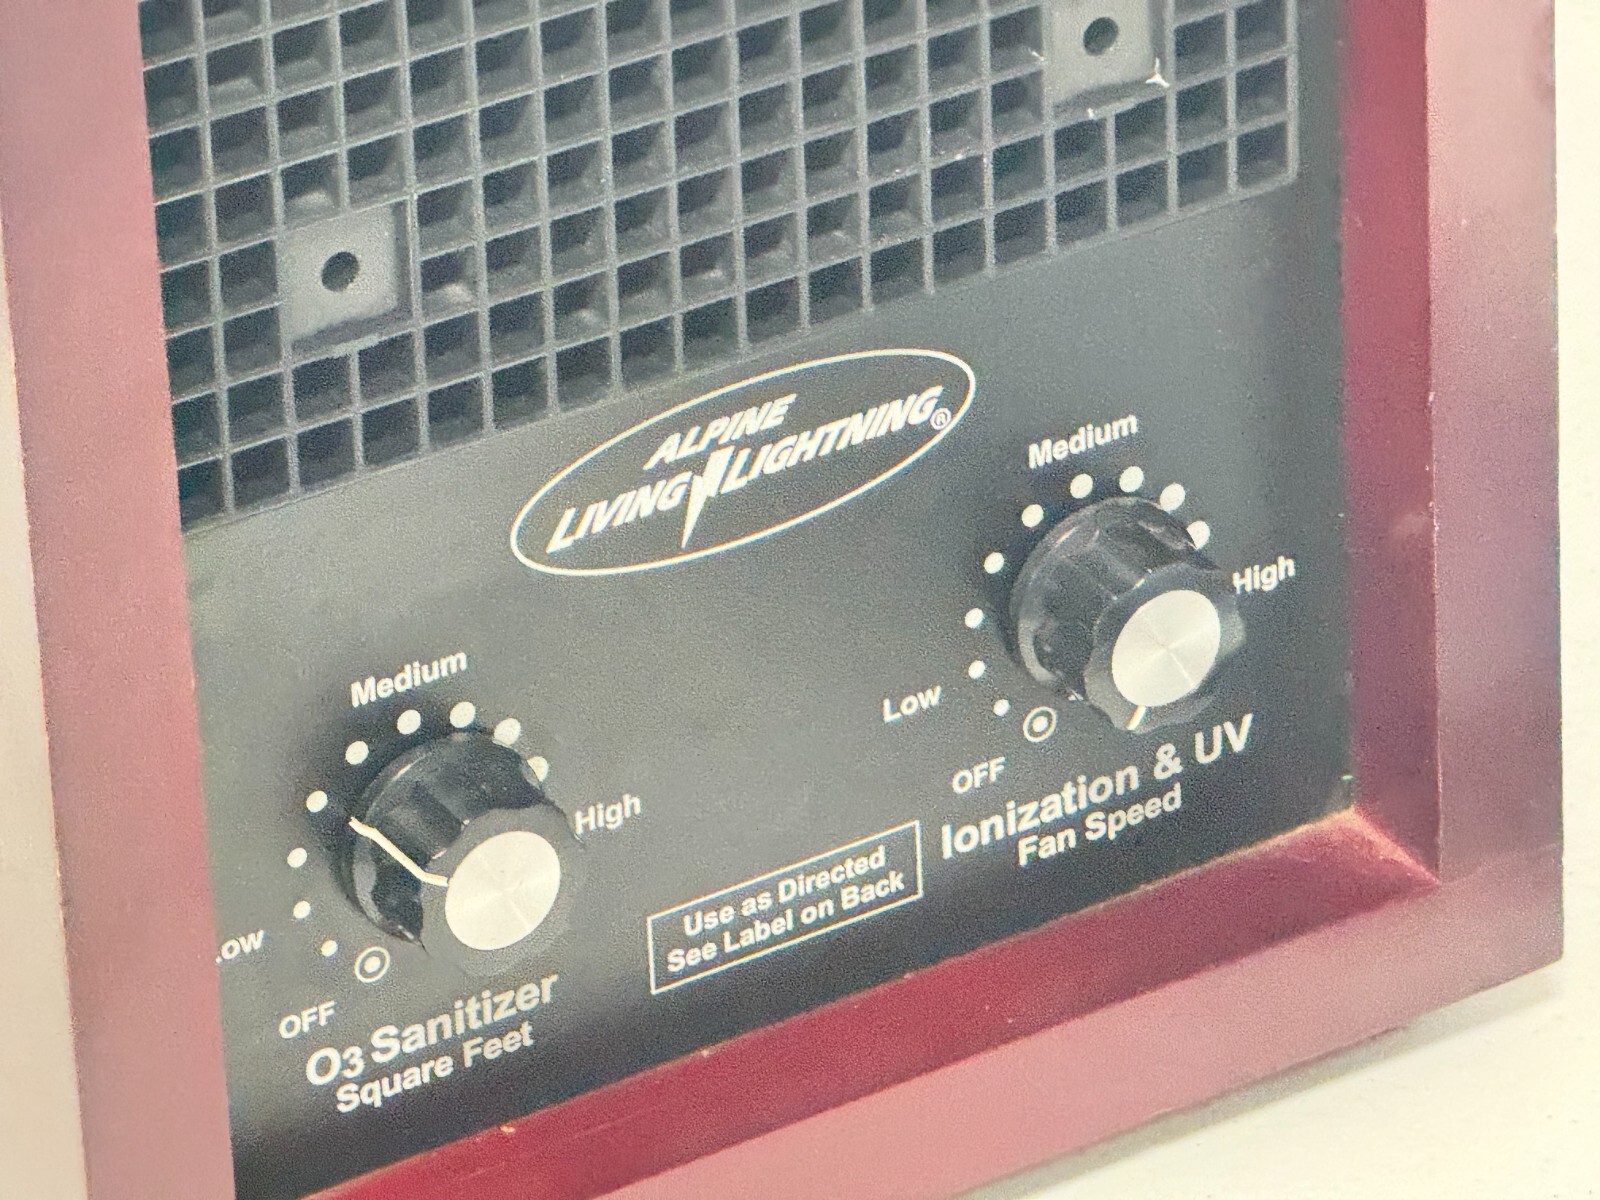 ALPINE
LIVING LIGHTNING®
Medium
High
Low
OFF
Ionization & UV
Fan Speed
Medium
High
ow
OFF
O3 Sanitizer
Square Feet
Use as Directed
See Label on Back